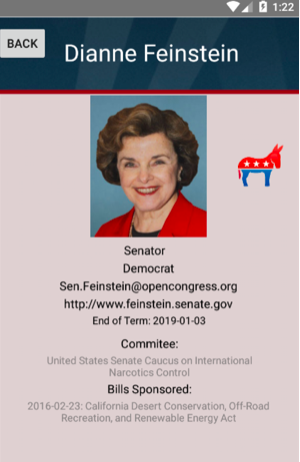 1:22
BACK
Dianne Feinstein
Senator
Democrat
Sen.Feinstein@opencongress.org
http://www.feinstein.senate.gov
End of Term: 2019-01-03
Commitee:
United States Senate Caucus on International
Narcotics Control
Bills Sponsored:
2016-02-23: California Desert Conservation, Off-Road
Recreation, and Renewable Energy Act